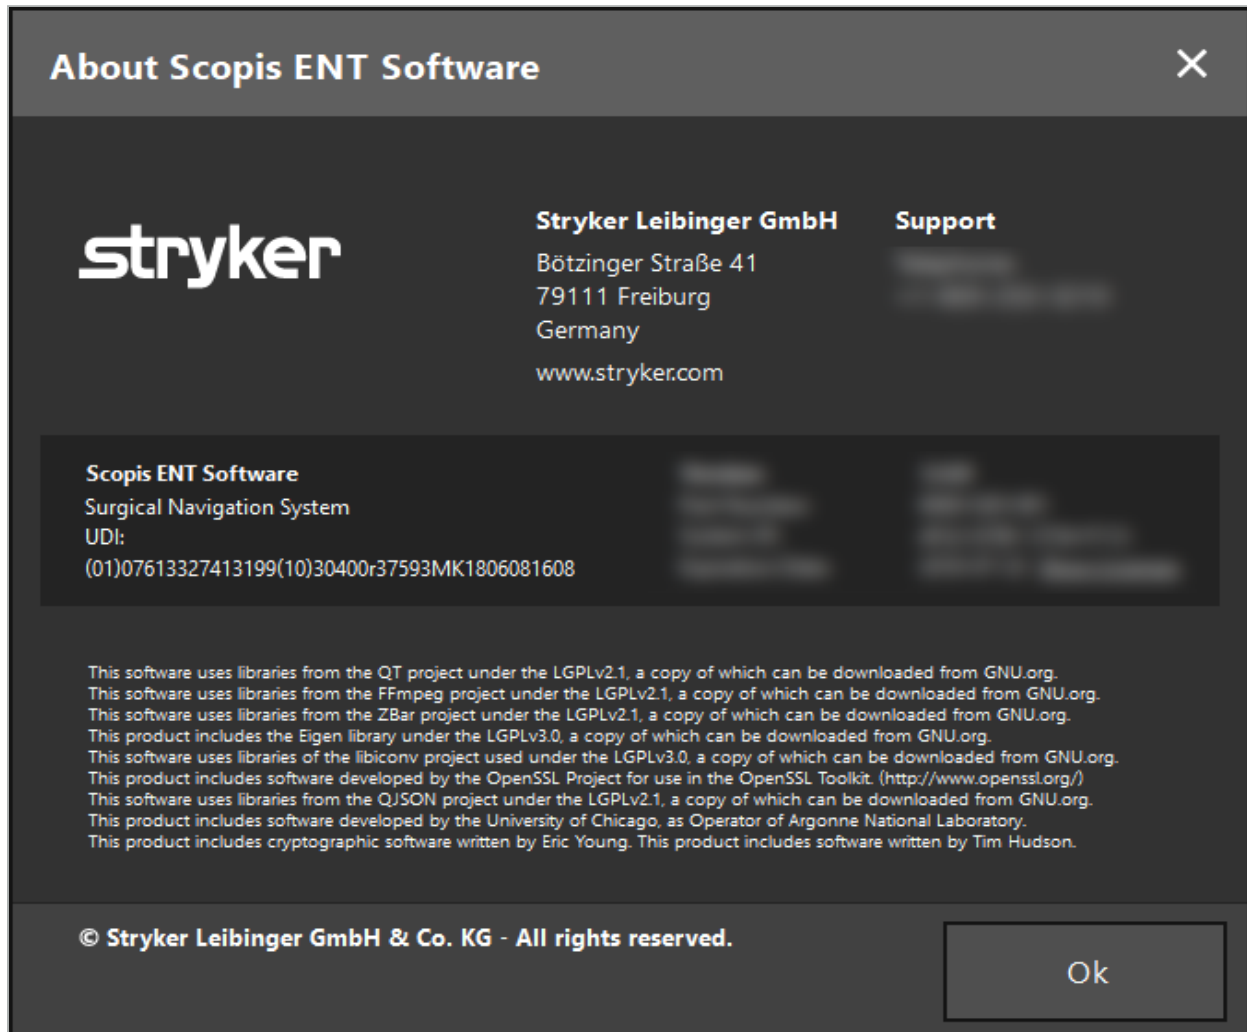 About Scopis ENT Software
stryker
Stryker Leibinger GmbH
Bötzinger Straße 41
79111 Freiburg
Germany
www.stryker.com
Support
Scopis ENT Software
Surgical Navigation System
UDI:
(01)07613327413199(10)30400r37593MK1806081608
This software uses libraries from the QT project under the LGPLv2.1, a copy of which can be downloaded from GNU.org.
This software uses libraries from the FFmpeg project under the LGPLv2.1, a copy of which can be downloaded from GNU.org.
This software uses libraries from the ZBar project under the LGPLv2.1, a copy of which can be downloaded from GNU.org.
This product includes the Eigen library under the LGPLv3.0, a copy of which can be downloaded from GNU.org.
This software uses libraries of the libiconv project used under the LGPLv3.0, a copy of which can be downloaded from GNU.org.
This product includes software developed by the OpenSSL Project for use in the OpenSSL Toolkit. (http://www.openssl.org/)
This software uses libraries from the QJSON project under the LGPLv2.1, a copy of which can be downloaded from GNU.org.
This product includes software developed by the University of Chicago, as Operator of Argonne National Laboratory.
This product includes cryptographic software written by Eric Young. This product includes software written by Tim Hudson.
© Stryker Leibinger GmbH & Co. KG - All rights reserved.
Ok